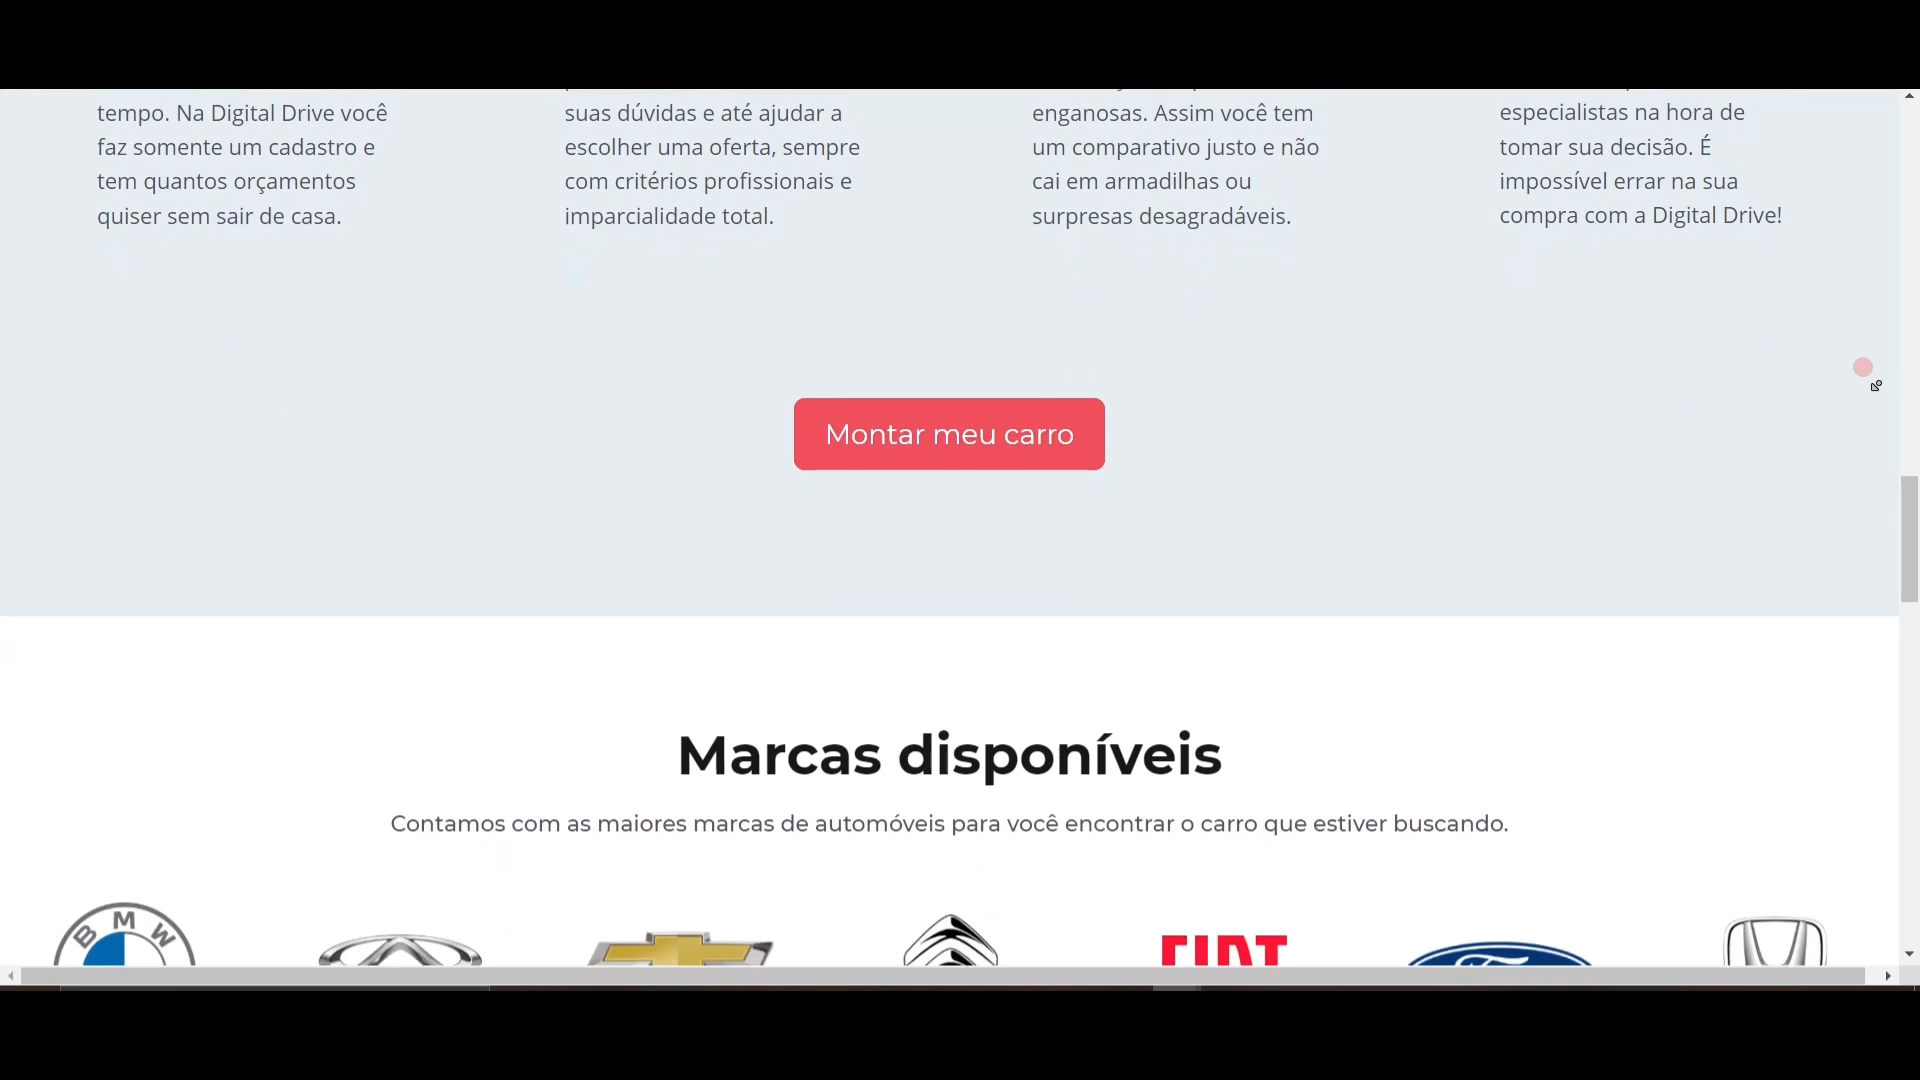 tempo. Na Digital Drive você
faz somente um cadastro e
tem quantos orçamentos
quiser sem sair de casa.
suas dúvidas e até ajudar a
escolher uma oferta, sempre
com critérios profissionais e
imparcialidade total.
enganosas. Assim você tem
um comparativo justo e não
cai em armadilhas ou
surpresas desagradáveis.
especialistas na hora de
tomar sua decisão. É
impossível errar na sua
compra com a Digital Drive!
Montar meu carro
Marcas disponíveis
Contamos com as maiores marcas de automóveis para você encontrar o carro que estiver buscando.
BMW
FIAT